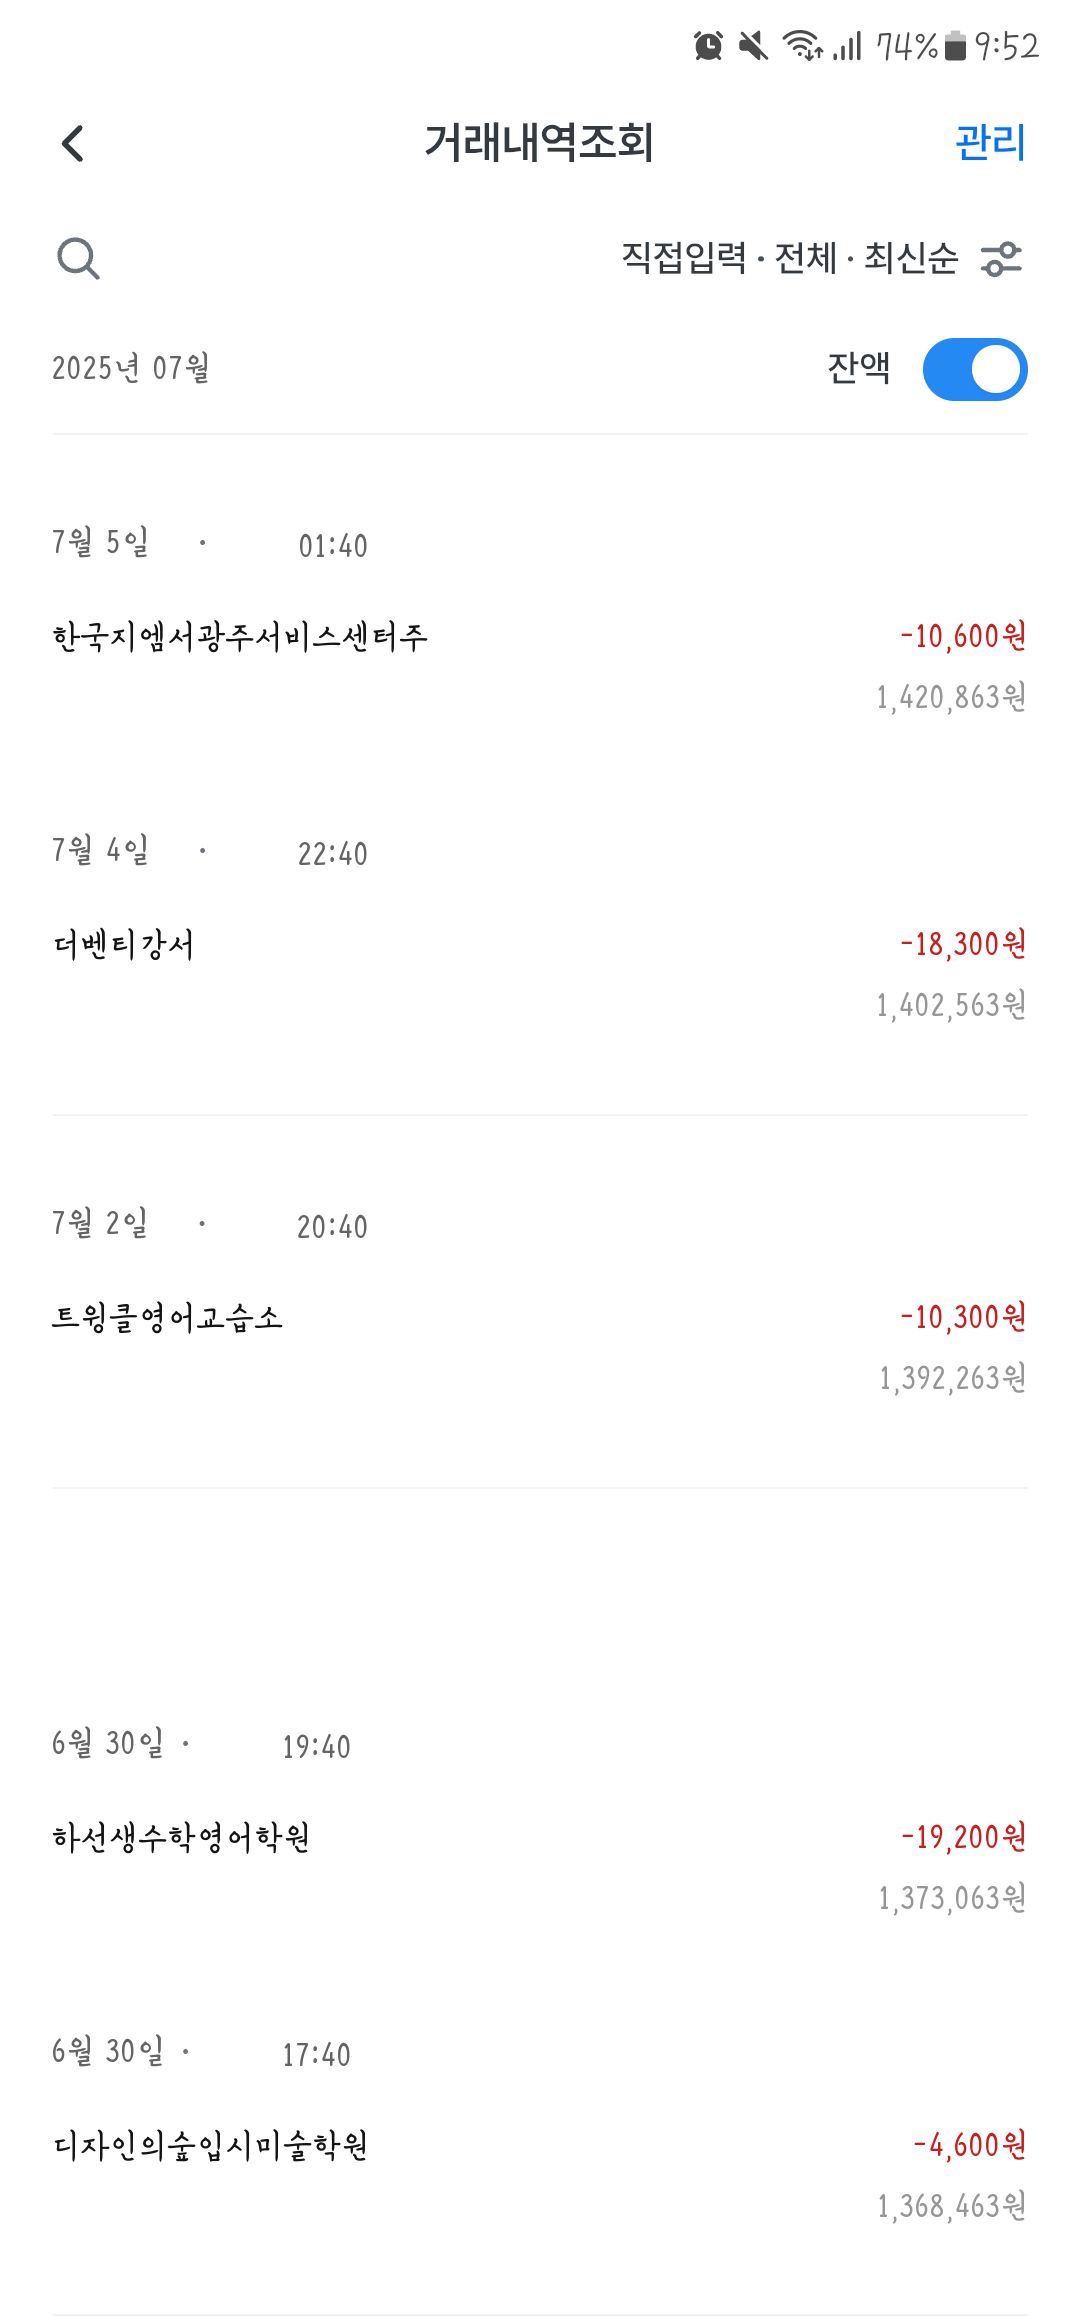 74% 9:52
거래내역조회 관리
직접입력 · 전체 · 최신순
2025년 07월 잔액
7월 5일 · 01:40
한국지엠서광주서비스센터주 -10,600원
1,420,863원
7월 4일 · 22:40
더벤티강서 -18,300원
1,402,563원
7월 2일 · 20:40
트윙클영어교습소 -10,300원
1,392,263원
6월 30일 · 19:40
하선생수학영어학원 -19,200원
1,373,063원
6월 30일 · 17:40
디자인의숲입시미술학원 -4,600원
1,368,463원